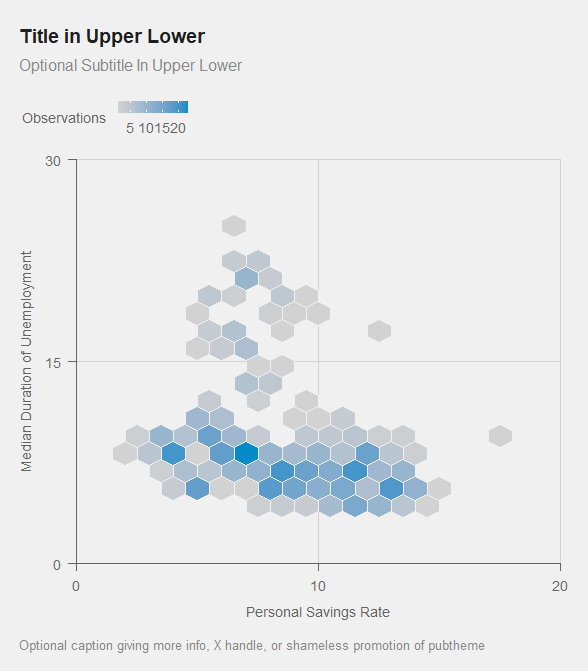 Title in Upper Lower
Optional Subtitle In Upper Lower
Observations
5 101520
30
15
0
Median Duration of Unemployment
0 10 20
Personal Savings Rate
Optional caption giving more info, X handle, or shameless promotion of pubtheme